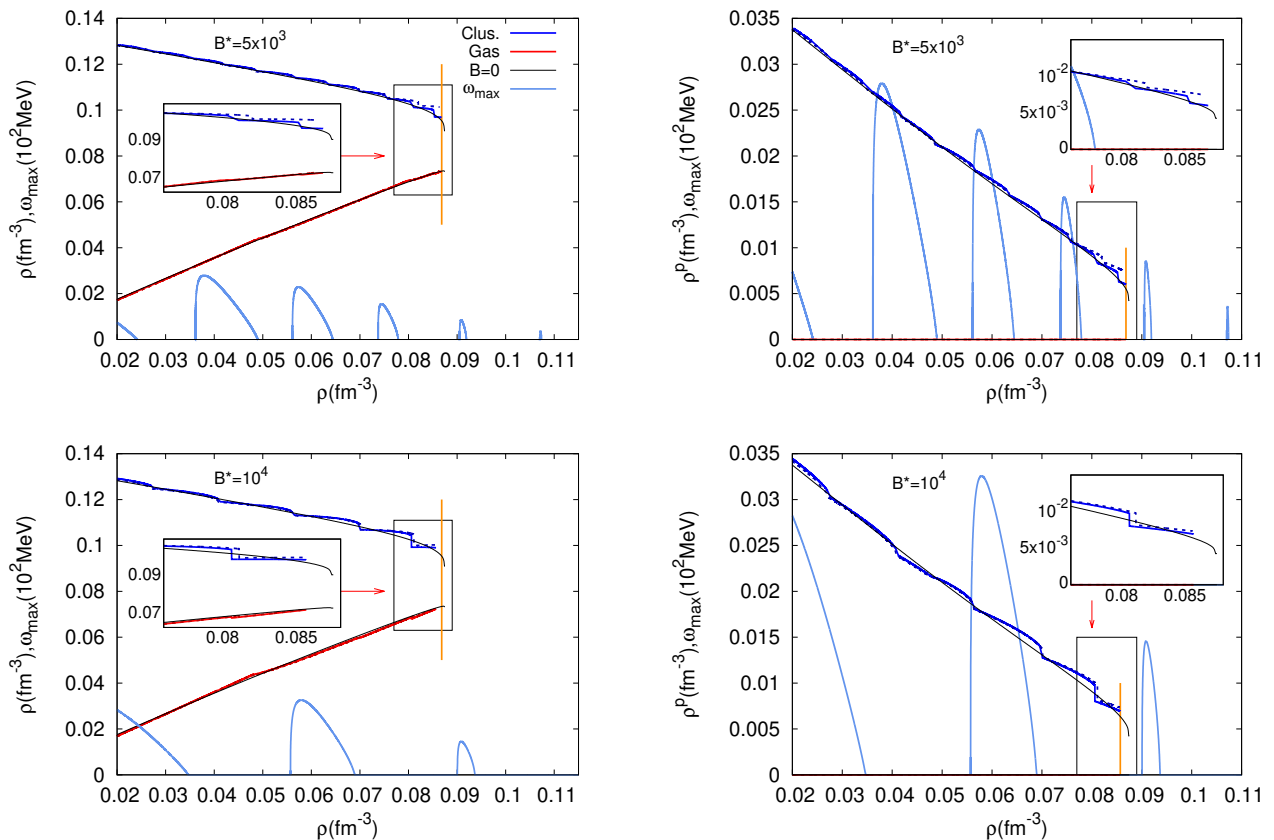 B*=5x10³
Clus.
Gas
B=0
ω_max
ρ(fm⁻³),ω_max(10²MeV)
0.14
0.12
0.1
0.08
0.06
0.04
0.02
0
0.09
0.07
0.08 0.085
0.02 0.03 0.04 0.05 0.06 0.07 0.08 0.09 0.1 0.11
ρ(fm⁻³)
B*=5x10³
ρᵖ(fm⁻³),ω_max(10²MeV)
0.035
0.03
0.025
0.02
0.015
0.01
0.005
0
10⁻²
5x10⁻³
0
0.08 0.085
0.02 0.03 0.04 0.05 0.06 0.07 0.08 0.09 0.1 0.11
ρ(fm⁻³)
B*=10⁴
ρ(fm⁻³),ω_max(10²MeV)
0.14
0.12
0.1
0.08
0.06
0.04
0.02
0
0.09
0.07
0.08 0.085
0.02 0.03 0.04 0.05 0.06 0.07 0.08 0.09 0.1 0.11
ρ(fm⁻³)
B*=10⁴
ρᵖ(fm⁻³),ω_max(10²MeV)
0.035
0.03
0.025
0.02
0.015
0.01
0.005
0
10⁻²
5x10⁻³
0
0.08 0.085
0.02 0.03 0.04 0.05 0.06 0.07 0.08 0.09 0.1 0.11
ρ(fm⁻³)